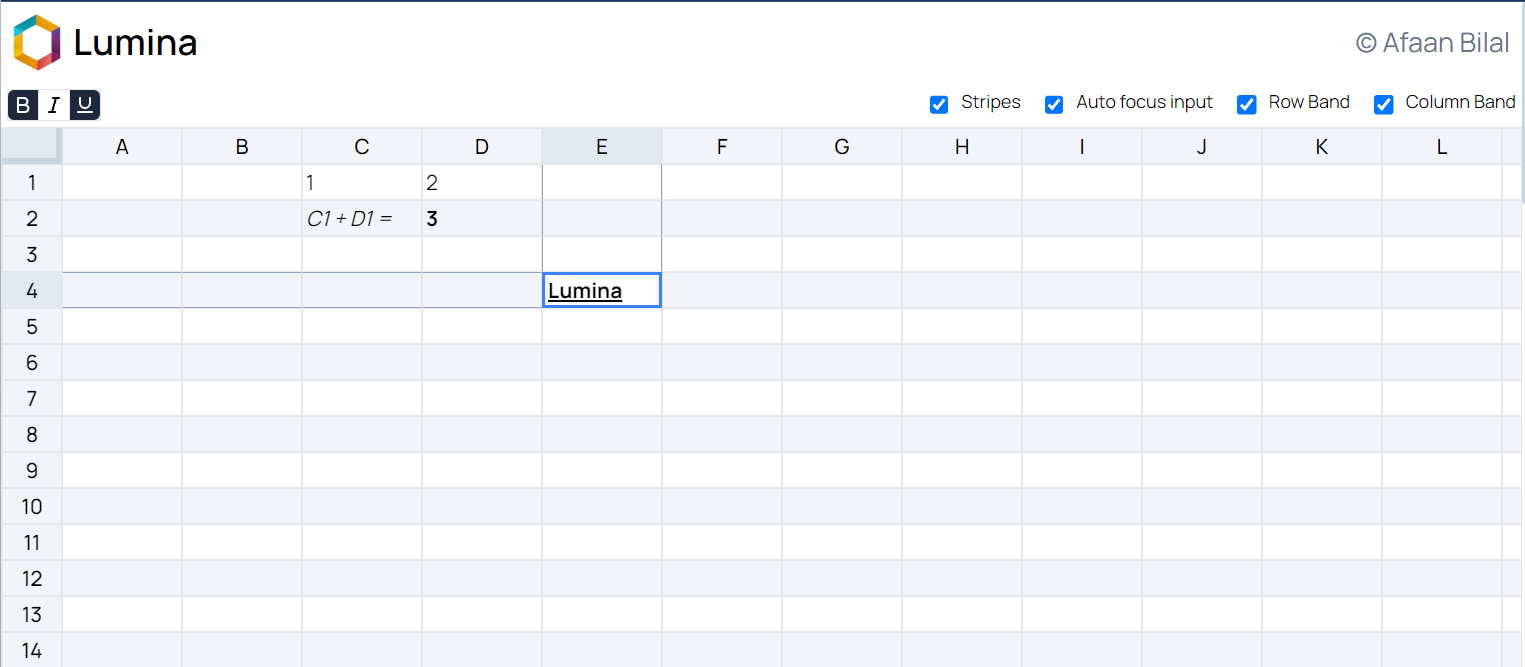 Lumina
© Afaan Bilal
B I U
Stripes Auto focus input Row Band Column Band
A B C D E F G H I J K L
1 1 2
2 C1 + D1 = 3
3
4 Lumina
5
6
7
8
9
10
11
12
13
14